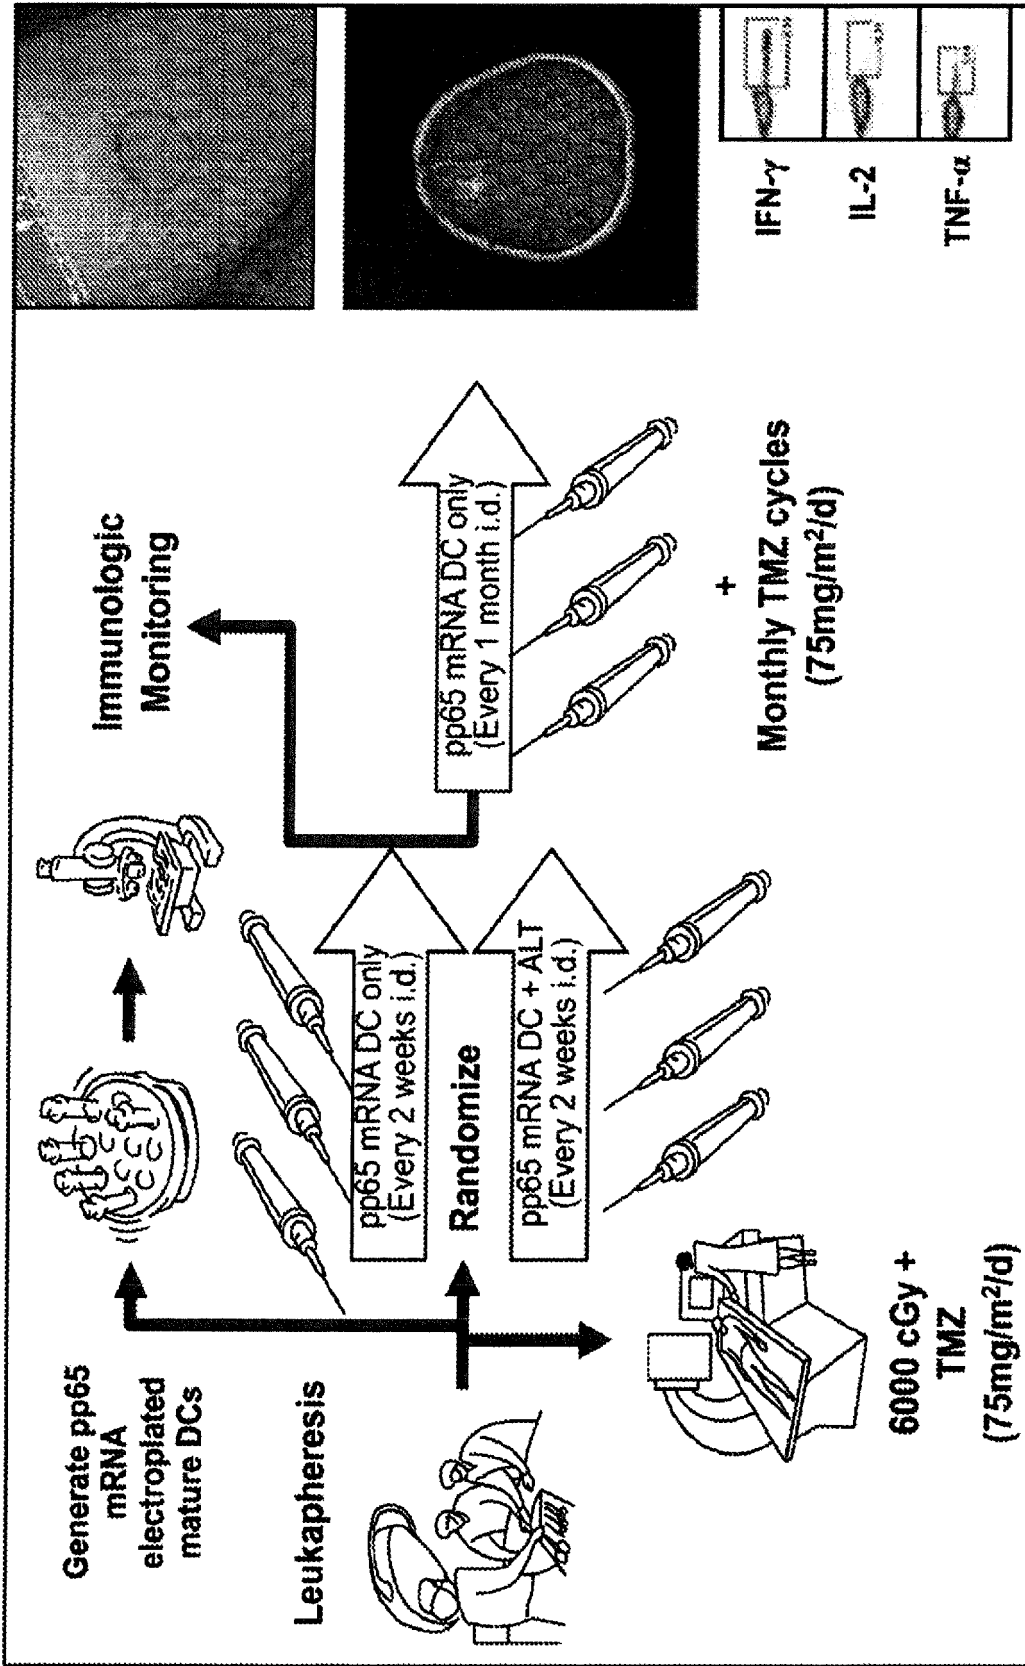 Generate pp65
mRNA
electroplated
mature DCs
Leukapheresis
6000 cGy +
TMZ
(75mg/m²/d)
pp65 mRNA DC only
(Every 2 weeks i.d.)
Randomize
pp65 mRNA DC + ALT
(Every 2 weeks i.d.)
Immunologic
Monitoring
pp65 mRNA DC only
(Every 1 month i.d.)
+
Monthly TMZ cycles
(75mg/m²/d)
IFN-γ
IL-2
TNF-α